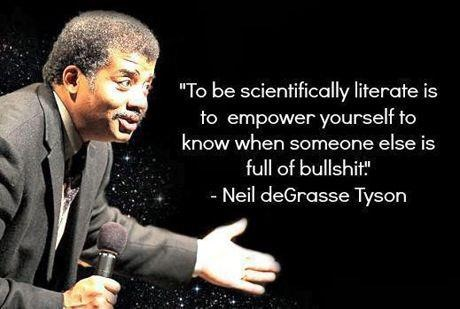 "To be scientifically literate is
to empower yourself to
know when someone else is
full of bullshit."
- Neil deGrasse Tyson